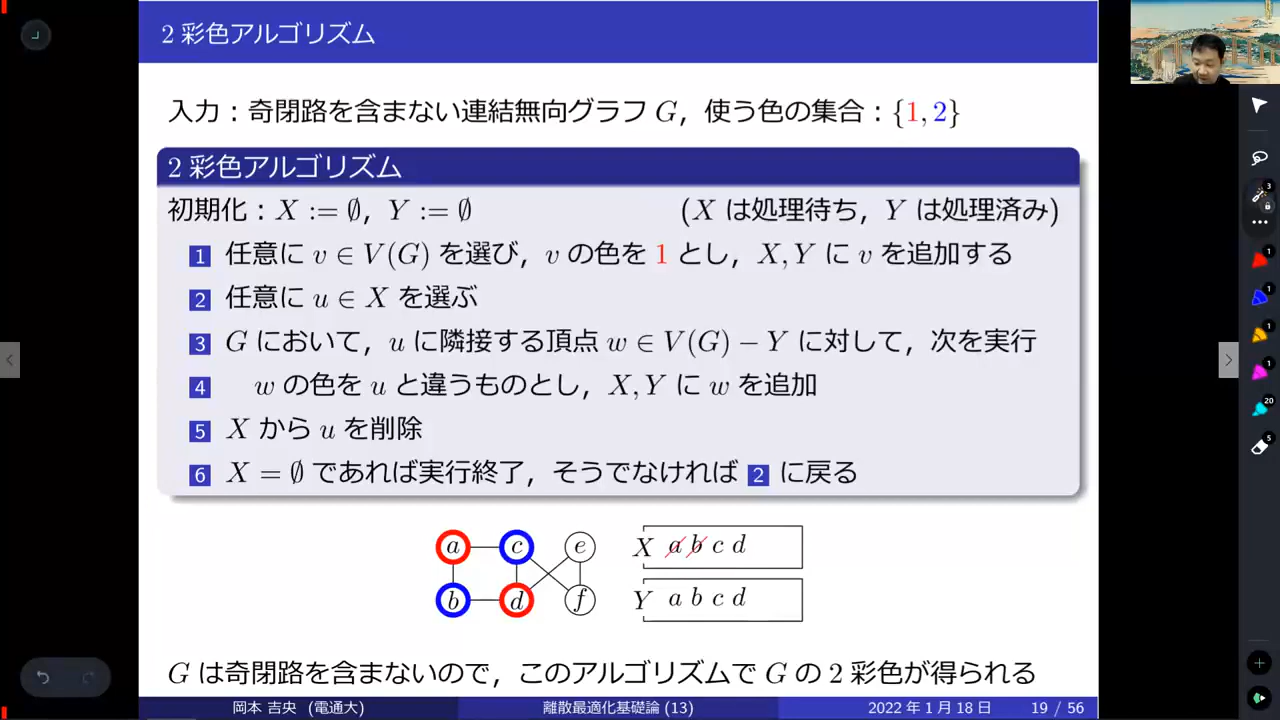 2 彩色アルゴリズム
入力：奇閉路を含まない連結無向グラフ G，使う色の集合：{1, 2}
2 彩色アルゴリズム
初期化：X := ∅，Y := ∅ (X は処理待ち，Y は処理済み)
1 任意に v ∈ V(G) を選び，v の色を 1 とし，X, Y に v を追加する
2 任意に u ∈ X を選ぶ
3 G において，u に隣接する頂点 w ∈ V(G) − Y に対して，次を実行
4 w の色を u と違うものとし，X, Y に w を追加
5 X から u を削除
6 X = ∅ であれば実行終了，そうでなければ 2 に戻る
a c e X a b c d
b d f Y a b c d
G は奇閉路を含まないので，このアルゴリズムで G の 2 彩色が得られる
岡本 吉央 (電通大) 離散最適化基礎論 (13) 2022 年 1 月 18 日 19 / 56
3
1
1
1
1
20
5